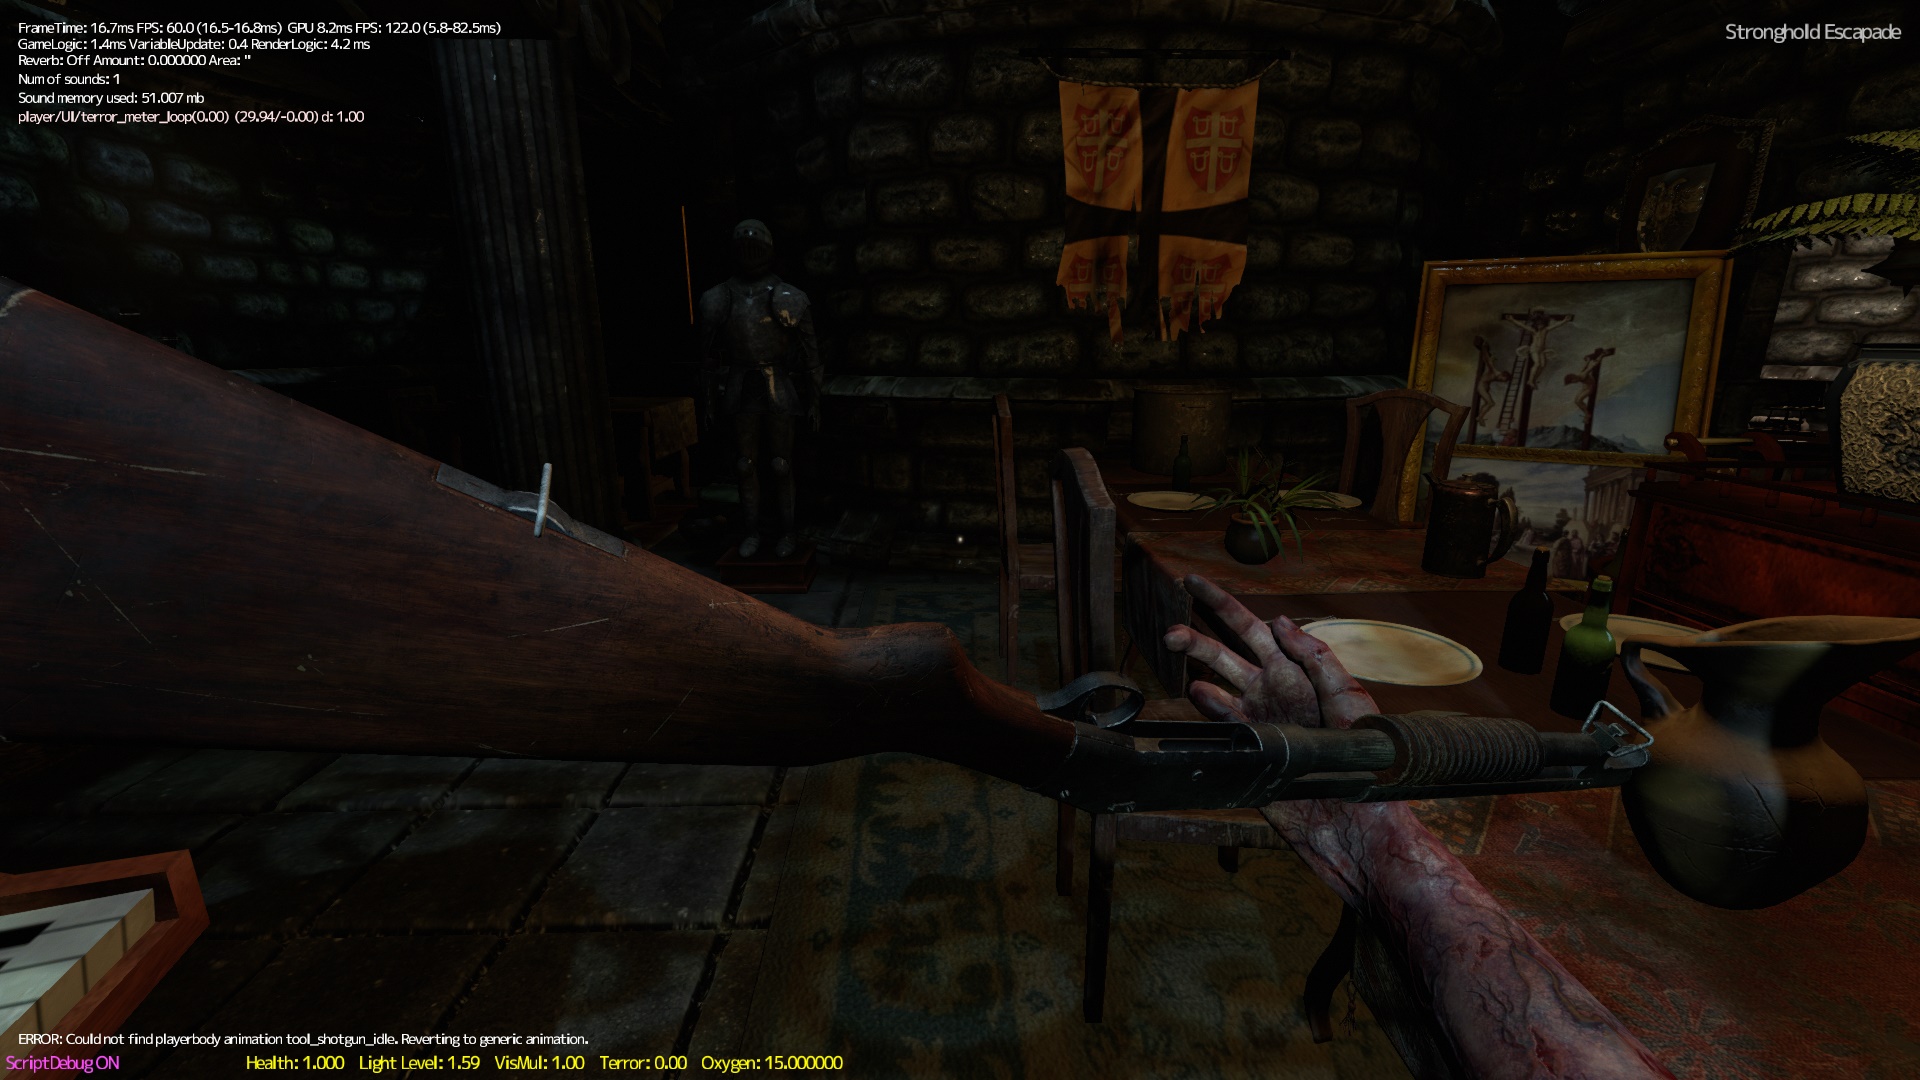 FrameTime: 16.7ms FPS: 60.0 (16.5-16.8ms)  GPU 8.2ms FPS: 122.0 (5.8-82.5ms)
GameLogic: 1.4ms VariableUpdate: 0.4 RenderLogic: 4.2 ms
Reverb: Off Amount: 0.000000 Area: ''
Num of sounds: 1
Sound memory used: 51.007 mb
player/UI/terror_meter_loop(0.00)  (29.94/-0.00) d: 1.00
Stronghold Escapade
ERROR: Could not find playerbody animation tool_shotgun_idle. Reverting to generic animation.
ScriptDebug ON
Health: 1.000   Light Level: 1.59   VisMul: 1.00   Terror: 0.00   Oxygen: 15.000000